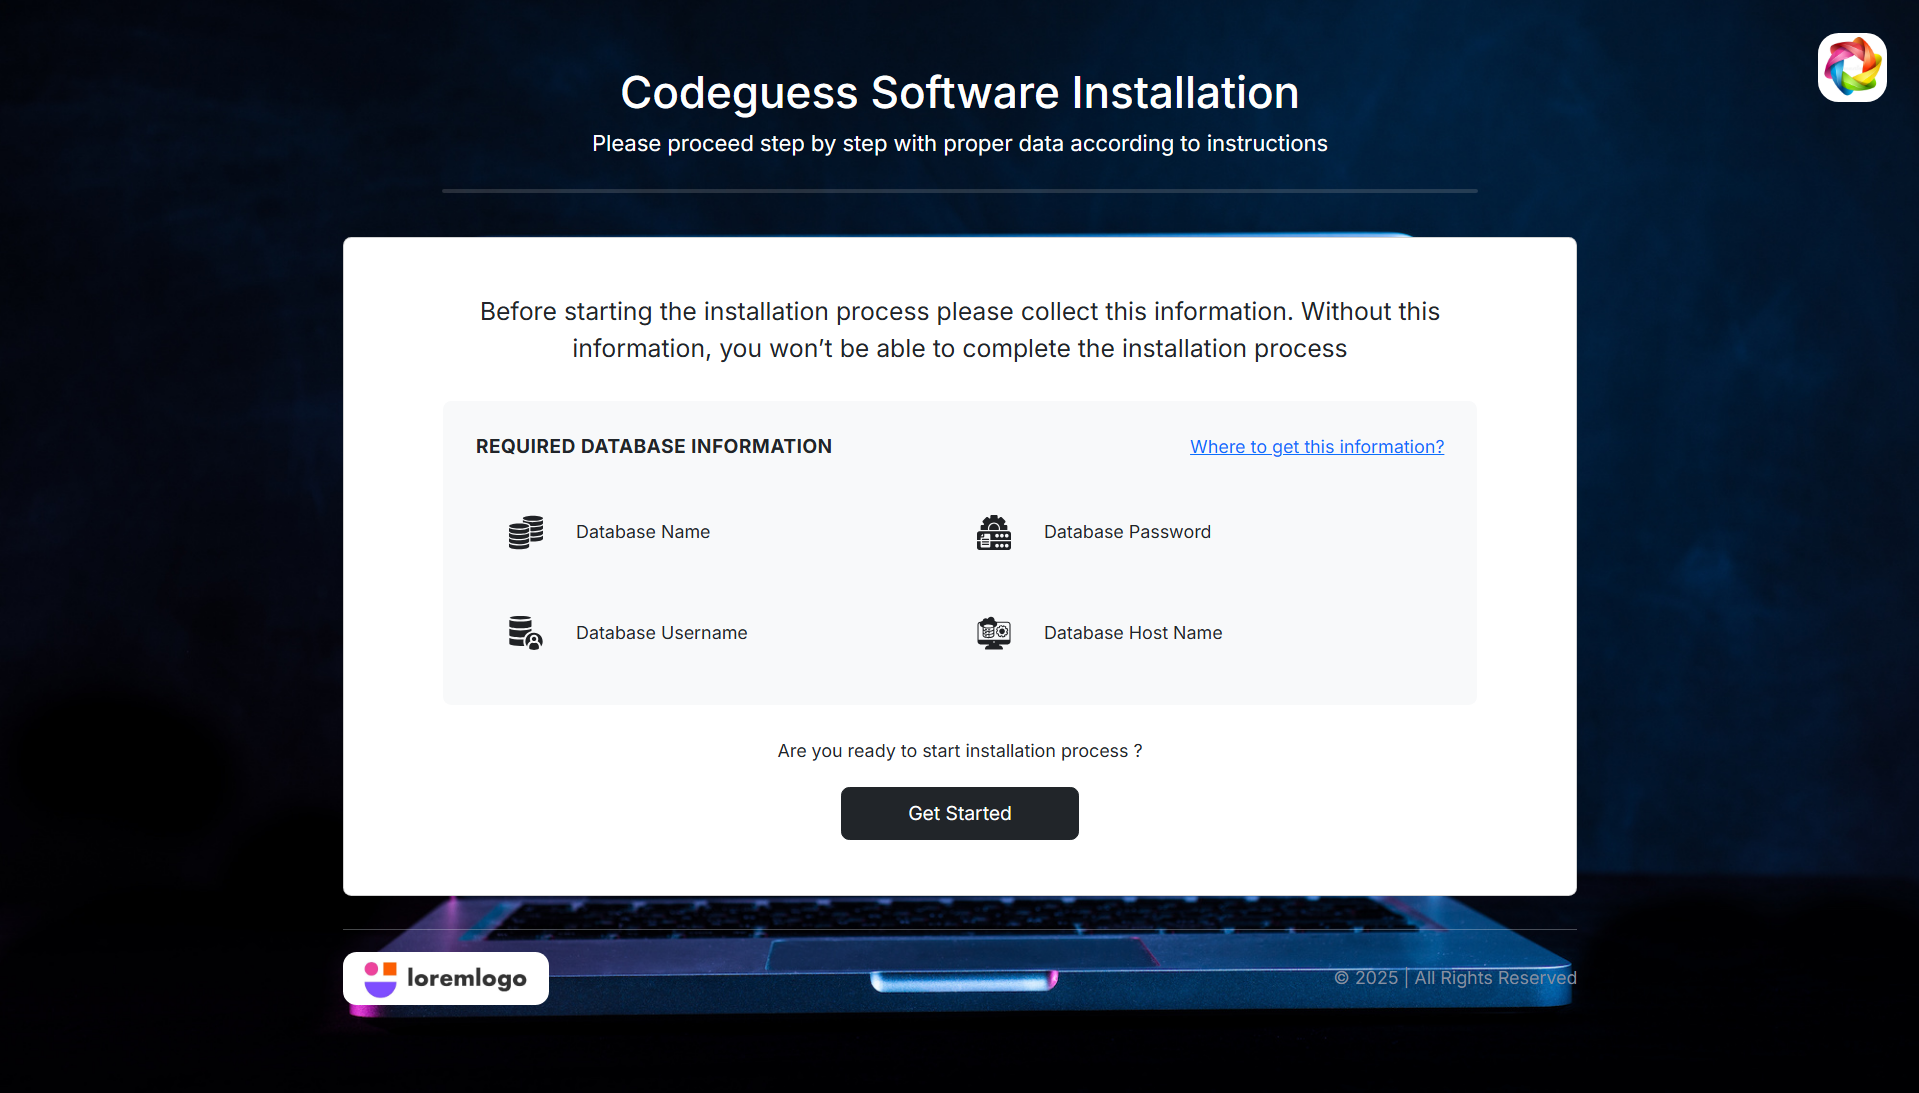 Codeguess Software Installation
Please proceed step by step with proper data according to instructions
Before starting the installation process please collect this information. Without this
information, you won’t be able to complete the installation process
REQUIRED DATABASE INFORMATION
Where to get this information?
Database Name
Database Password
Database Username
Database Host Name
Are you ready to start installation process ?
Get Started
loremlogo
© 2025 | All Rights Reserved